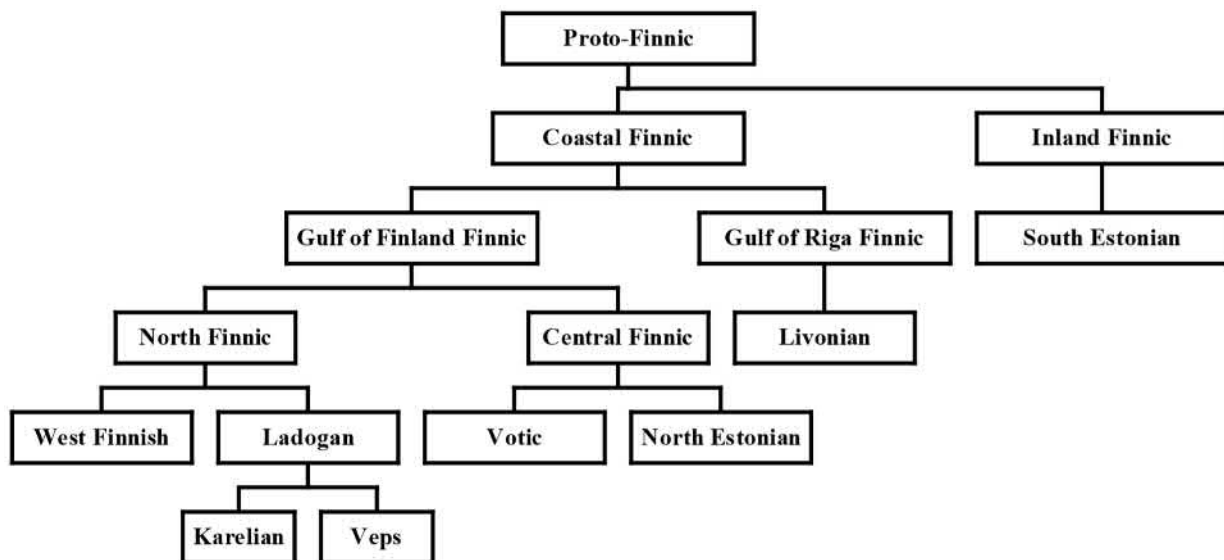 Proto-Finnic
Coastal Finnic
Inland Finnic
Gulf of Finland Finnic
Gulf of Riga Finnic
South Estonian
North Finnic
Central Finnic
Livonian
West Finnish
Ladogan
Votic
North Estonian
Karelian
Veps